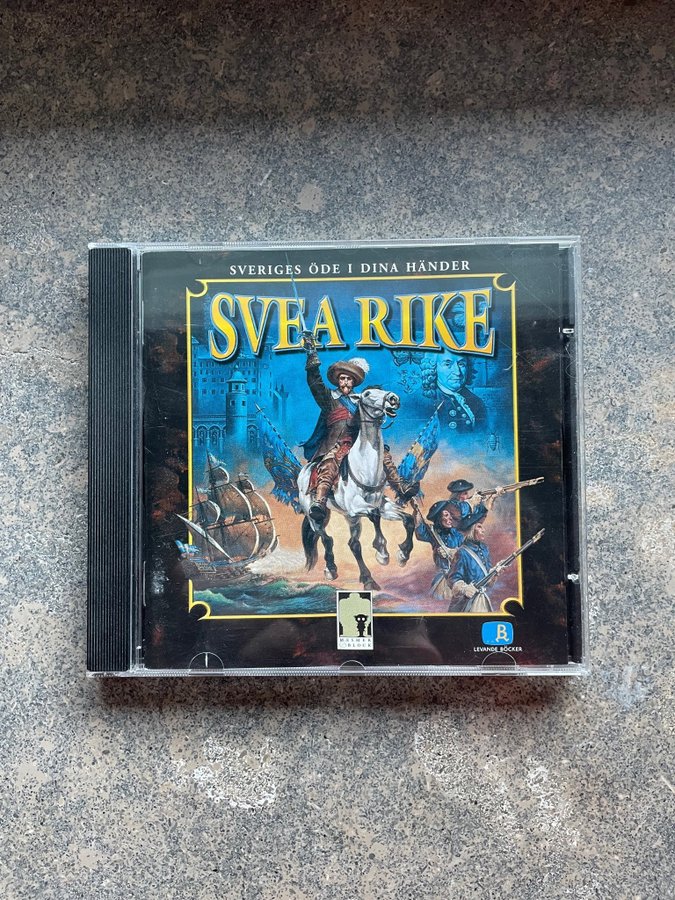 SVERIGES ÖDE I DINA HÄNDER
SVEA RIKE
LEVANDE BÖCKER